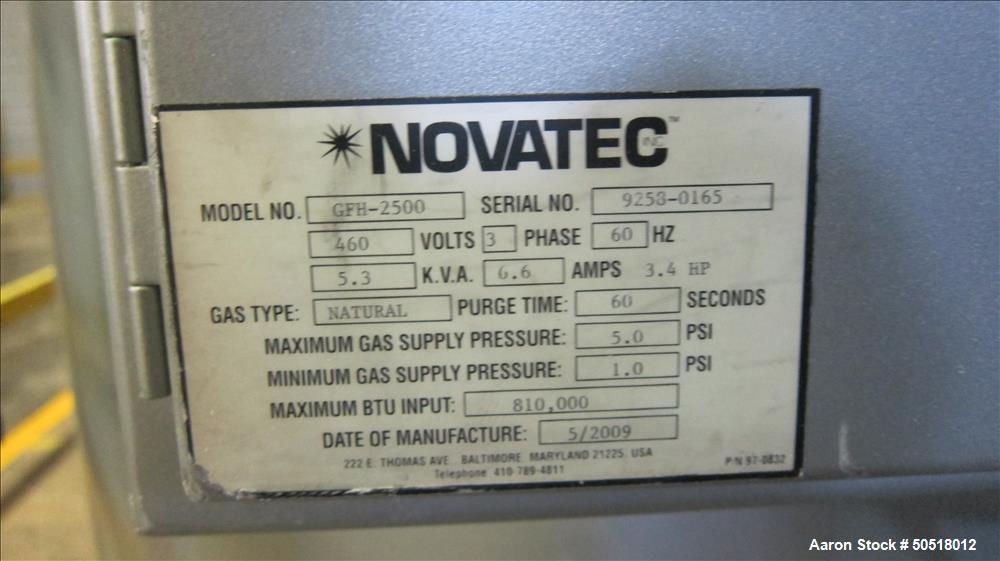 NOVATEC INC ™
MODEL NO. GFH-2500 SERIAL NO. 9258-0165
460 VOLTS 3 PHASE 60 HZ
5.3 K.V.A. 6.6 AMPS 3.4 HP
GAS TYPE: NATURAL PURGE TIME: 60 SECONDS
MAXIMUM GAS SUPPLY PRESSURE: 5.0 PSI
MINIMUM GAS SUPPLY PRESSURE: 1.0 PSI
MAXIMUM BTU INPUT: 810,000
DATE OF MANUFACTURE: 5/2009
222 E. THOMAS AVE. BALTIMORE, MARYLAND 21225, USA
Telephone 410-789-4811
P/N 97-0832
Aaron Stock # 50518012